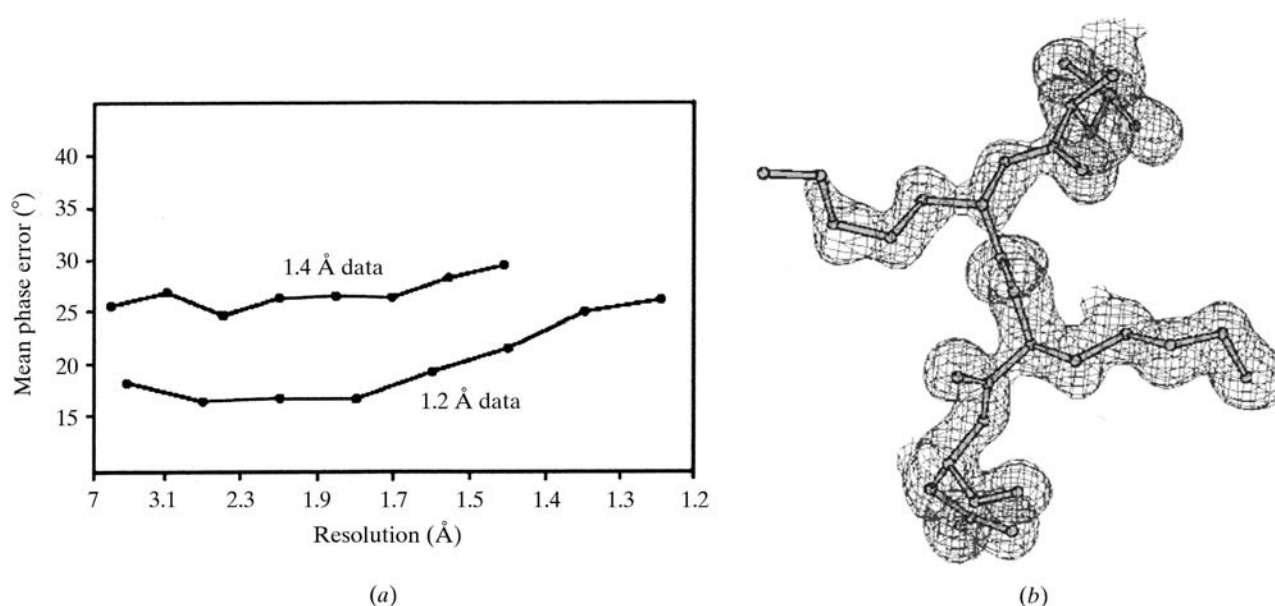 Mean phase error (°)
40
35
30
25
20
15
1.4 Å data
1.2 Å data
7 3.1 2.3 1.9 1.7 1.5 1.4 1.3 1.2
Resolution (Å)
(a)
(b)